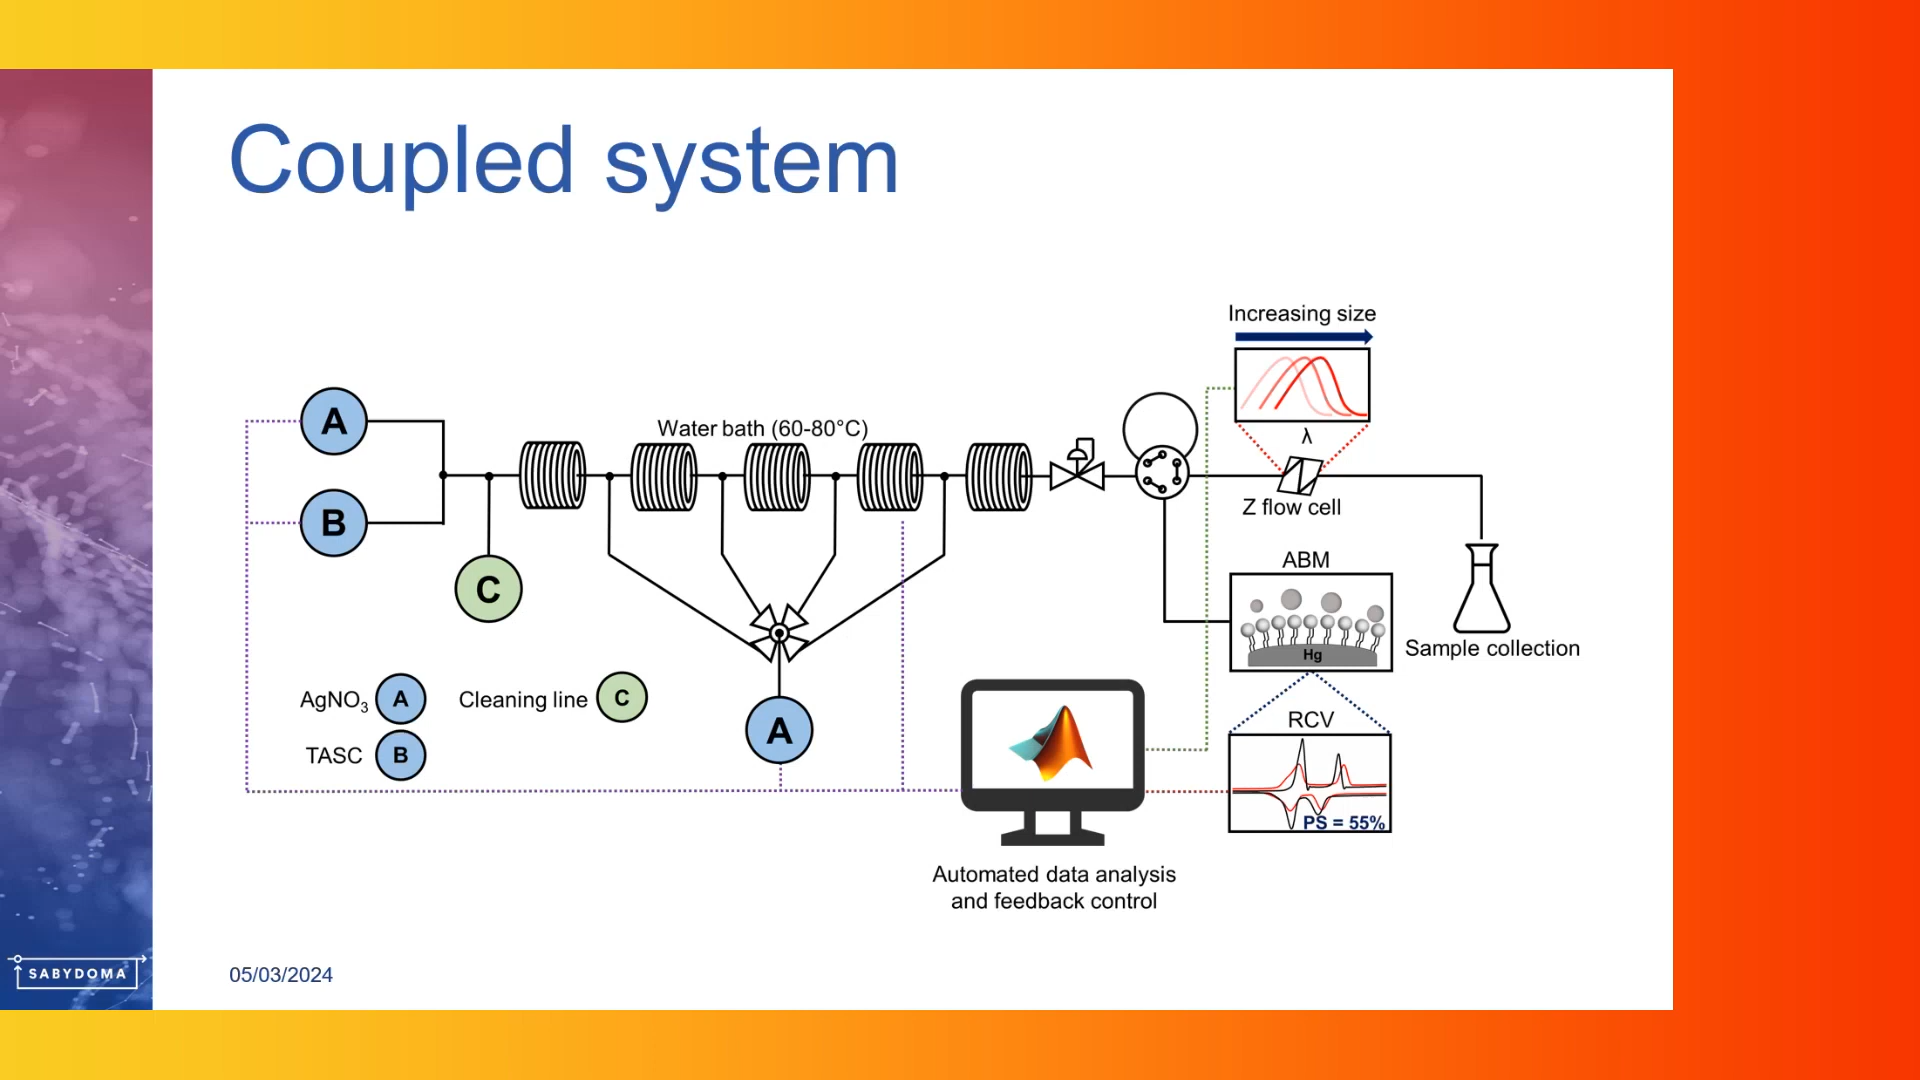 Coupled system
Increasing size
λ
Z flow cell
Water bath (60-80°C)
A
B
C
ABM
Hg
Sample collection
AgNO₃ A
Cleaning line C
TASC B
A
RCV
PS = 55%
Automated data analysis
and feedback control
05/03/2024
SABYDOMA